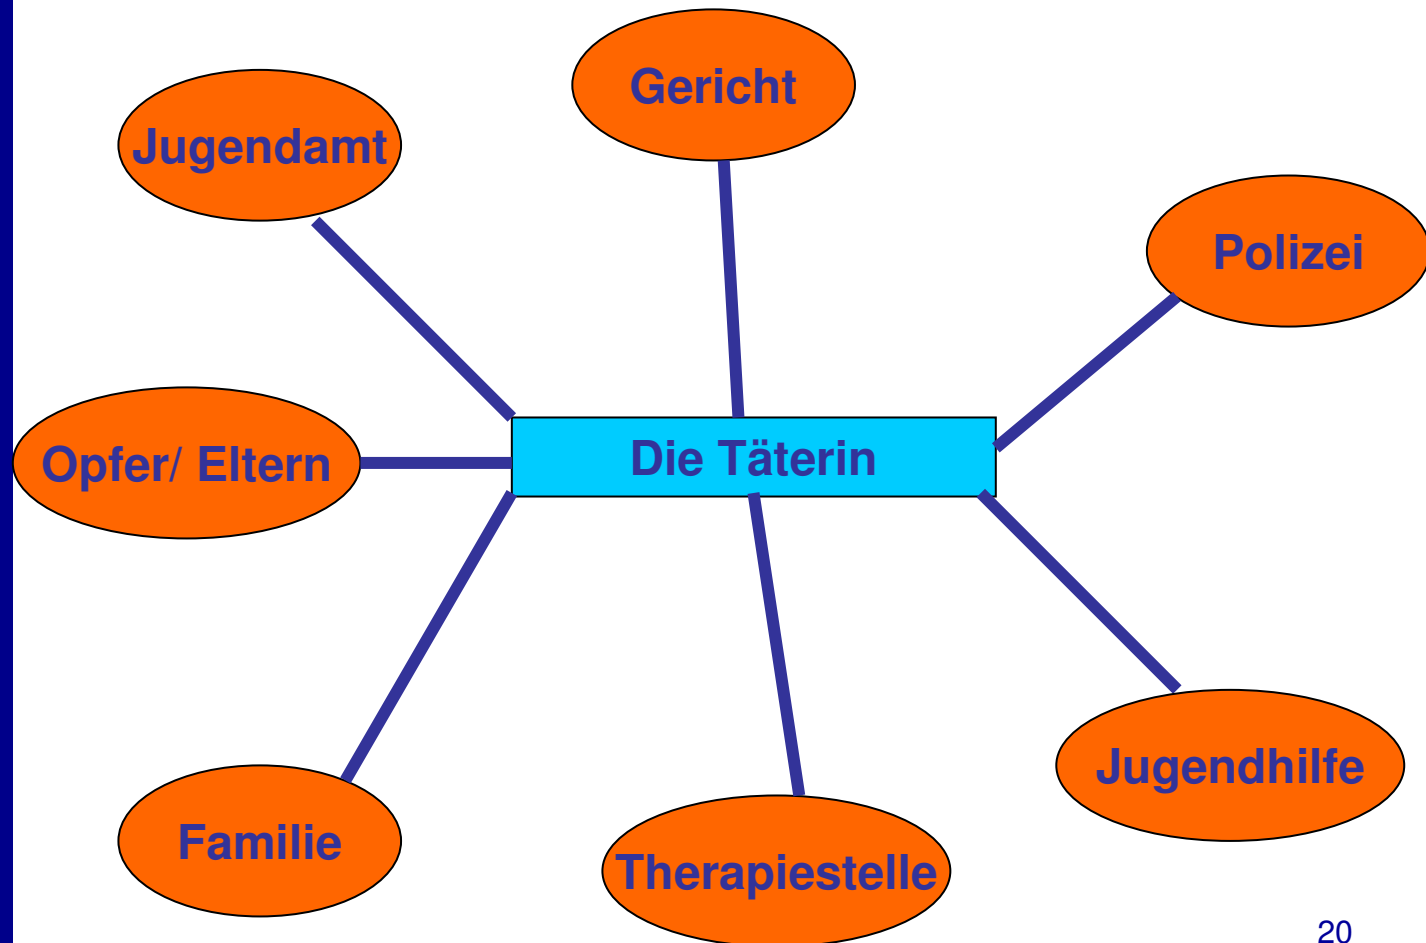 Gericht
Jugendamt
Polizei
Die Täterin
Opfer/ Eltern
Jugendhilfe
Familie
Therapiestelle
20